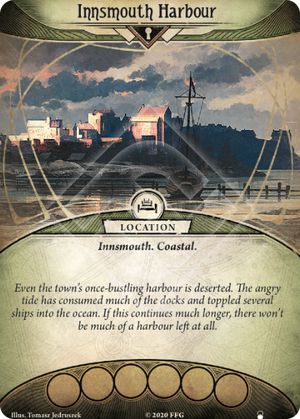 Innsmouth Harbour
LOCATION
Innsmouth. Coastal.
Even the town's once-bustling harbour is deserted. The angry
tide has consumed much of the docks and toppled several
ships into the ocean. If this continues much longer, there won't
be much of a harbour left at all.
Illus. Tomasz Jedruszek
© 2020 FFG